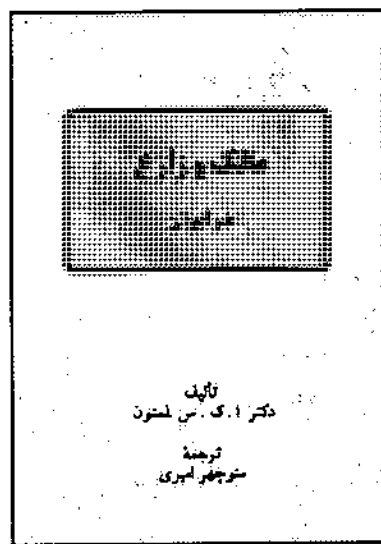 مالک و زارع
در ایران
تألیف
دکتر ا. ک. س لمتون
ترجمهٔ
منوچهر امیری